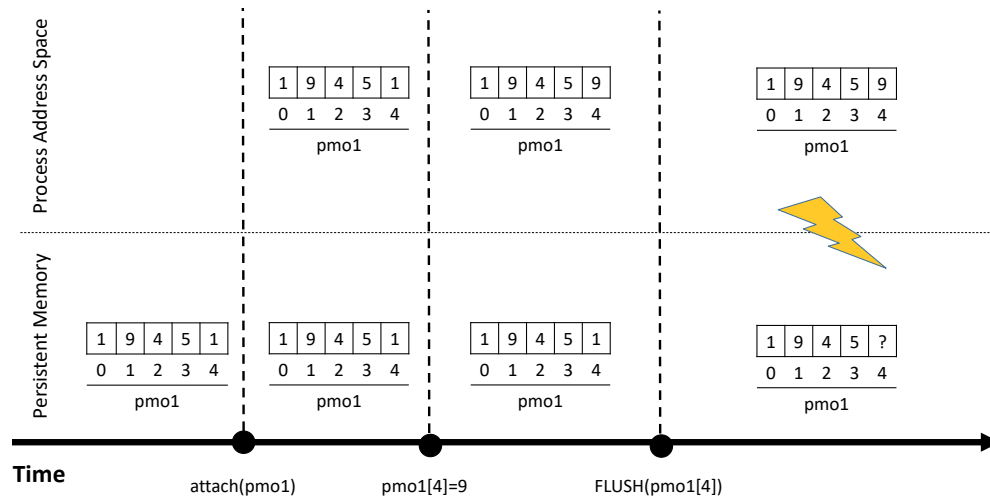 Process Address Space
1 9 4 5 1
0 1 2 3 4
pmo1
1 9 4 5 9
0 1 2 3 4
pmo1
1 9 4 5 9
0 1 2 3 4
pmo1
Persistent Memory
1 9 4 5 1
0 1 2 3 4
pmo1
1 9 4 5 1
0 1 2 3 4
pmo1
1 9 4 5 1
0 1 2 3 4
pmo1
1 9 4 5 ?
0 1 2 3 4
pmo1
Time
attach(pmo1)
pmo1[4]=9
FLUSH(pmo1[4])